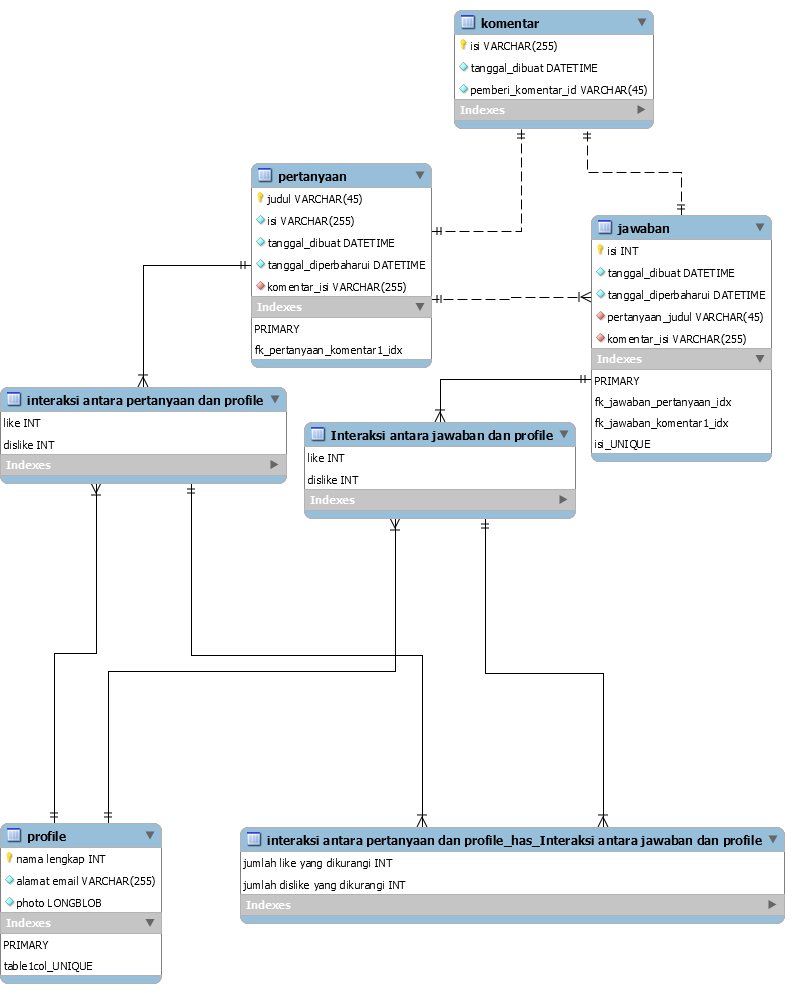 komentar
isi VARCHAR(255)
tanggal_dibuat DATETIME
pemberi_komentar_id VARCHAR(45)
Indexes
pertanyaan
judul VARCHAR(45)
isi VARCHAR(255)
tanggal_dibuat DATETIME
tanggal_diperbaharui DATETIME
komentar_isi VARCHAR(255)
Indexes
PRIMARY
fk_pertanyaan_komentar1_idx
jawaban
isi INT
tanggal_dibuat DATETIME
tanggal_diperbaharui DATETIME
pertanyaan_judul VARCHAR(45)
komentar_isi VARCHAR(255)
Indexes
PRIMARY
fk_jawaban_pertanyaan_idx
fk_jawaban_komentar1_idx
isi_UNIQUE
interaksi antara pertanyaan dan profile
like INT
dislike INT
Indexes
Interaksi antara jawaban dan profile
like INT
dislike INT
Indexes
profile
nama lengkap INT
alamat email VARCHAR(255)
photo LONGBLOB
Indexes
PRIMARY
table1col_UNIQUE
interaksi antara pertanyaan dan profile_has_Interaksi antara jawaban dan profile
jumlah like yang dikurangi INT
jumlah dislike yang dikurangi INT
Indexes